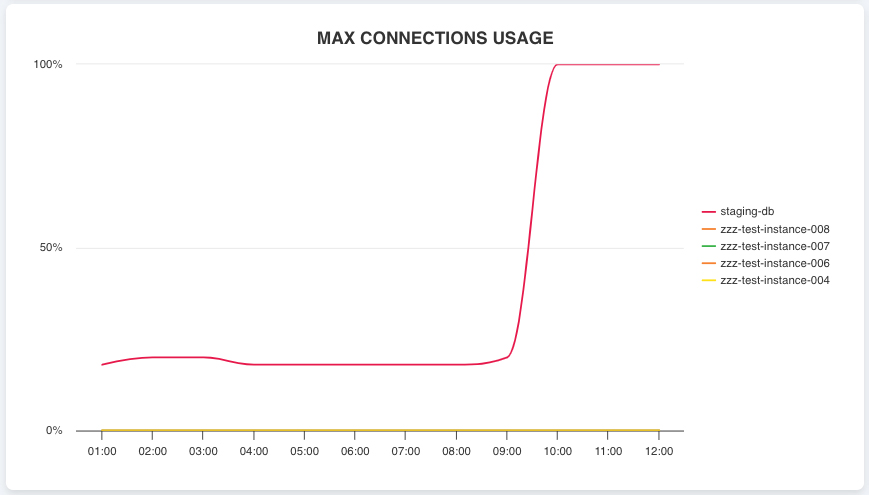 MAX CONNECTIONS USAGE
100%
50%
0%
01:00 02:00 03:00 04:00 05:00 06:00 07:00 08:00 09:00 10:00 11:00 12:00
staging-db
zzz-test-instance-008
zzz-test-instance-007
zzz-test-instance-006
zzz-test-instance-004